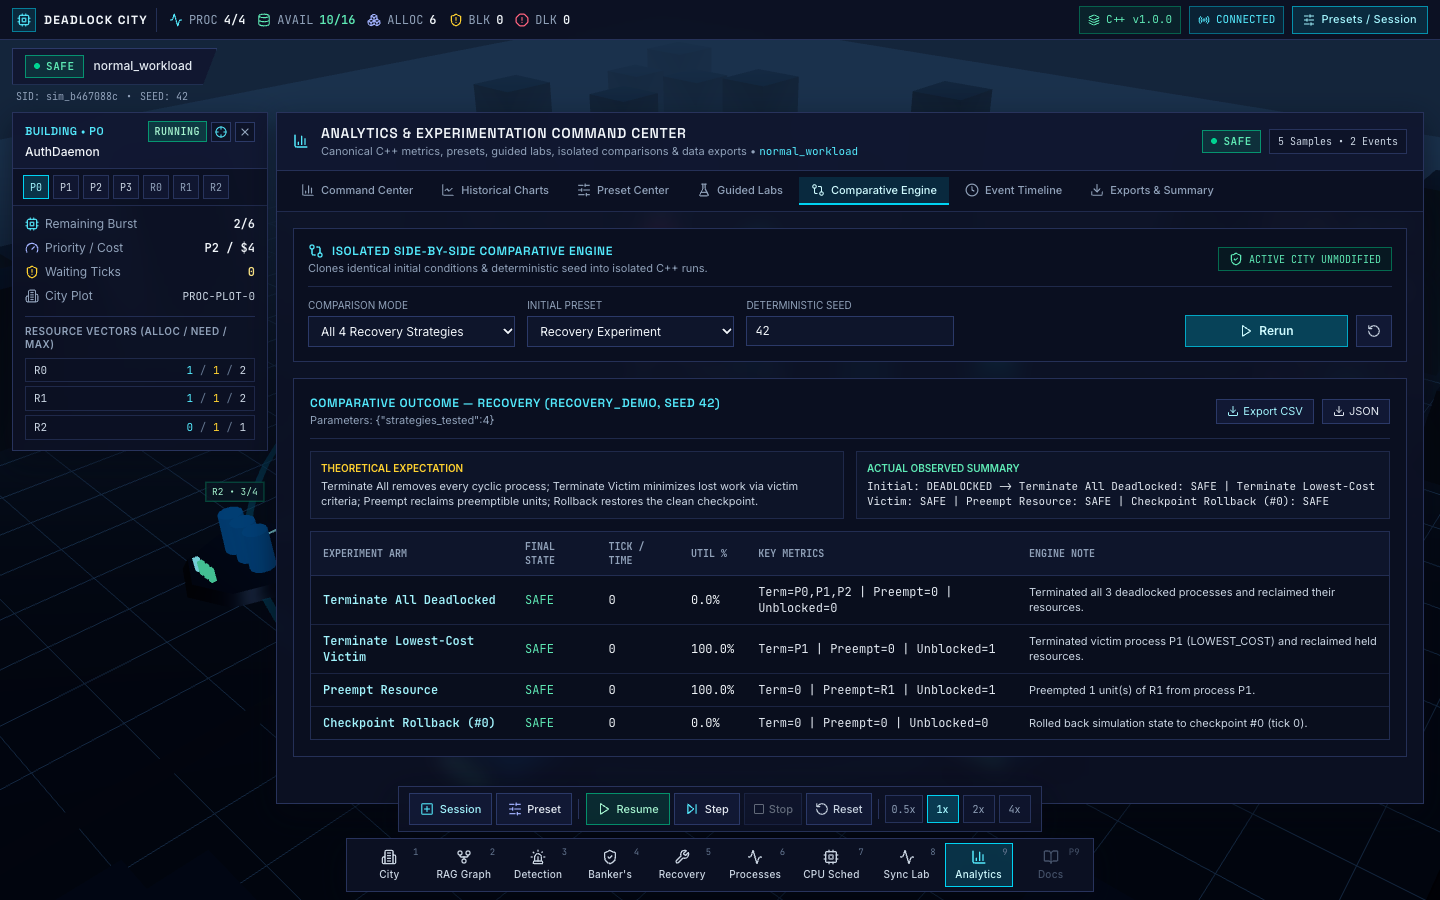 DEADLOCK CITY PROC 4/4 AVAIL 10/16 ALLOC 6 BLK 0 DLK 0 C++ v1.0.0 CONNECTED Presets / Session
SAFE normal_workload
SID: sim_b467088c • SEED: 42
BUILDING • P0 RUNNING
AuthDaemon
P0 P1 P2 P3 R0 R1 R2
Remaining Burst 2/6
Priority / Cost P2 / $4
Waiting Ticks 0
City Plot PROC-PLOT-0
RESOURCE VECTORS (ALLOC / NEED /
MAX)
R0 1 / 1 / 2
R1 1 / 1 / 2
R2 0 / 1 / 1
R2 • 3/4
ANALYTICS & EXPERIMENTATION COMMAND CENTER
Canonical C++ metrics, presets, guided labs, isolated comparisons & data exports • normal_workload
SAFE 5 Samples • 2 Events
Command Center Historical Charts Preset Center Guided Labs Comparative Engine Event Timeline Exports & Summary
ISOLATED SIDE-BY-SIDE COMPARATIVE ENGINE
Clones identical initial conditions & deterministic seed into isolated C++ runs.
ACTIVE CITY UNMODIFIED
COMPARISON MODE INITIAL PRESET DETERMINISTIC SEED
All 4 Recovery Strategies Recovery Experiment 42 Rerun
COMPARATIVE OUTCOME — RECOVERY (RECOVERY_DEMO, SEED 42)
Parameters: {"strategies_tested":4}
Export CSV JSON
THEORETICAL EXPECTATION
Terminate All removes every cyclic process; Terminate Victim minimizes lost work via victim
criteria; Preempt reclaims preemptible units; Rollback restores the clean checkpoint.
ACTUAL OBSERVED SUMMARY
Initial: DEADLOCKED -> Terminate All Deadlocked: SAFE | Terminate Lowest-Cost
Victim: SAFE | Preempt Resource: SAFE | Checkpoint Rollback (#0): SAFE
EXPERIMENT ARM FINAL STATE TICK / TIME UTIL % KEY METRICS ENGINE NOTE
Terminate All Deadlocked SAFE 0 0.0% Term=P0,P1,P2 | Preempt=0 | Unblocked=0 Terminated all 3 deadlocked processes and reclaimed their resources.
Terminate Lowest-Cost Victim SAFE 0 100.0% Term=P1 | Preempt=0 | Unblocked=1 Terminated victim process P1 (LOWEST_COST) and reclaimed held resources.
Preempt Resource SAFE 0 100.0% Term=0 | Preempt=R1 | Unblocked=1 Preempted 1 unit(s) of R1 from process P1.
Checkpoint Rollback (#0) SAFE 0 0.0% Term=0 | Preempt=0 | Unblocked=0 Rolled back simulation state to checkpoint #0 (tick 0).
Session Preset Resume Step Stop Reset 0.5x 1x 2x 4x
1 2 3 4 5 6 7 8 9 P9
City RAG Graph Detection Banker's Recovery Processes CPU Sched Sync Lab Analytics Docs